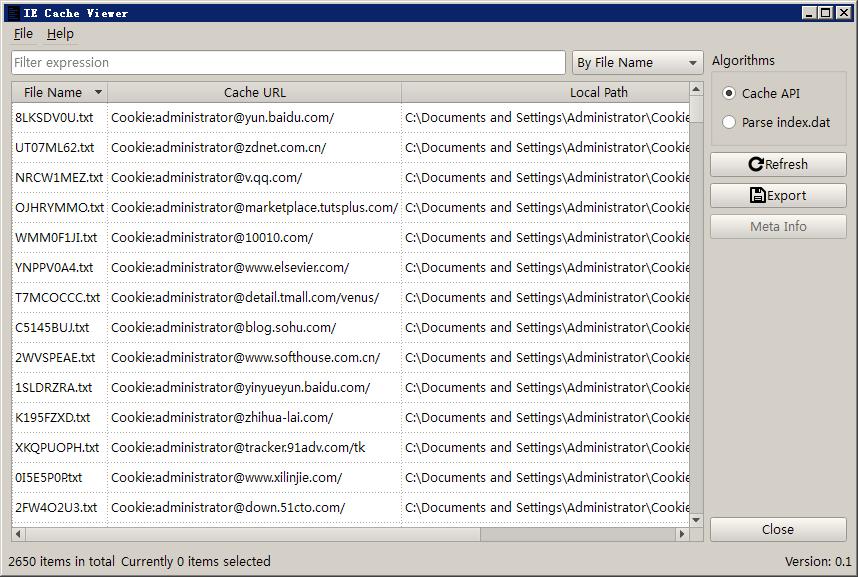 IE Cache Viewer
File Help
Filter expression By File Name Algorithms
File Name Cache URL Local Path
Cache API
Parse index.dat
Refresh
Export
Meta Info
8LKSDV0U.txt Cookie:administrator@yun.baidu.com/ C:\Documents and Settings\Administrator\Cookie
UT07ML62.txt Cookie:administrator@zdnet.com.cn/ C:\Documents and Settings\Administrator\Cookie
NRCW1MEZ.txt Cookie:administrator@v.qq.com/ C:\Documents and Settings\Administrator\Cookie
OJHRYMMO.txt Cookie:administrator@marketplace.tutsplus.com/ C:\Documents and Settings\Administrator\Cookie
WMM0F1JI.txt Cookie:administrator@10010.com/ C:\Documents and Settings\Administrator\Cookie
YNPPV0A4.txt Cookie:administrator@www.elsevier.com/ C:\Documents and Settings\Administrator\Cookie
T7MCOCCC.txt Cookie:administrator@detail.tmall.com/venus/ C:\Documents and Settings\Administrator\Cookie
C5145BUJ.txt Cookie:administrator@blog.sohu.com/ C:\Documents and Settings\Administrator\Cookie
2WVSPEAE.txt Cookie:administrator@www.softhouse.com.cn/ C:\Documents and Settings\Administrator\Cookie
1SLDRZRA.txt Cookie:administrator@yinyueyun.baidu.com/ C:\Documents and Settings\Administrator\Cookie
K195FZXD.txt Cookie:administrator@zhihua-lai.com/ C:\Documents and Settings\Administrator\Cookie
XKQPUOPH.txt Cookie:administrator@tracker.91adv.com/tk C:\Documents and Settings\Administrator\Cookie
0I5E5P0P.txt Cookie:administrator@www.xilinjie.com/ C:\Documents and Settings\Administrator\Cookie
2FW4O2U3.txt Cookie:administrator@down.51cto.com/ C:\Documents and Settings\Administrator\Cookie
Close
2650 items in total Currently 0 items selected Version: 0.1